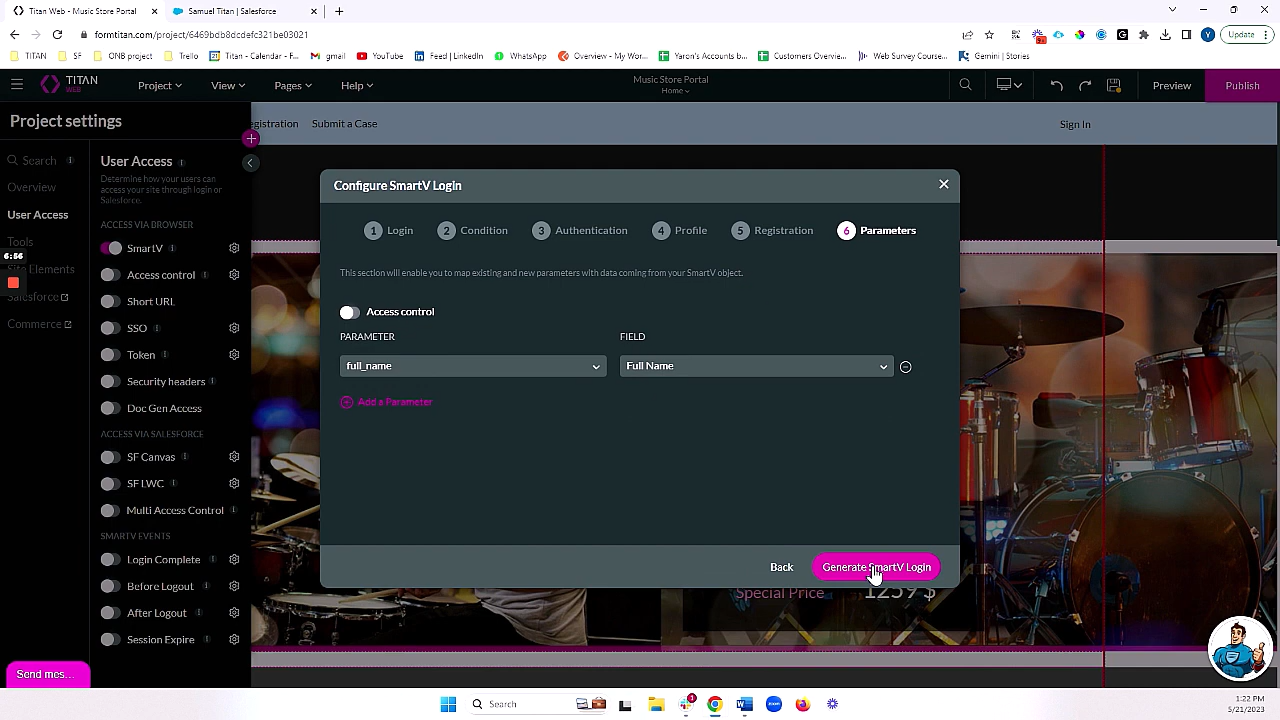 Titan Web - Music Store Portal
Samuel Titan | Salesforce
formtitan.com/project/6469bdb8dcdefc321be03021
Update
TITAN
SF
ONB project
Trello
Titan - Calendar - F...
gmail
YouTube
Feed | LinkedIn
WhatsApp
Overview - My Wor...
Yaron's Accounts b...
Customers Overvie...
Web Survey Course...
Gemini | Stories
TITAN
WEB
Project
View
Pages
Help
Music Store Portal
Home
Preview
Publish
Project settings
gistration
Submit a Case
Sign In
Search
Overview
User Access
Tools
6:56
Site Elements
Salesforce
Commerce
User Access
Determine how your users can
access your site through login or
Salesforce.
ACCESS VIA BROWSER
SmartV
Access control
Short URL
SSO
Token
Security headers
Doc Gen Access
ACCESS VIA SALESFORCE
SF Canvas
SF LWC
Multi Access Control
SMARTV EVENTS
Login Complete
Before Logout
After Logout
Session Expire
Configure SmartV Login
1 Login
2 Condition
3 Authentication
4 Profile
5 Registration
6 Parameters
This section will enable you to map existing and new parameters with data coming from your SmartV object.
Access control
PARAMETER
FIELD
full_name
Full Name
Add a Parameter
Back
Generate SmartV Login
Special Price
1259 $
Send mes...
Search
1:22 PM
5/21/2023